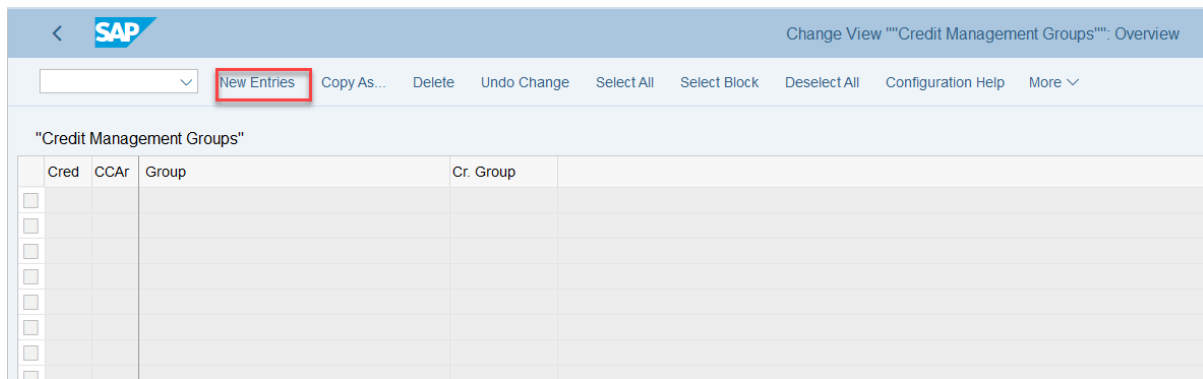 SAP Change View ""Credit Management Groups"": Overview
New Entries Copy As... Delete Undo Change Select All Select Block Deselect All Configuration Help More
"Credit Management Groups"
Cred CCAr Group Cr. Group